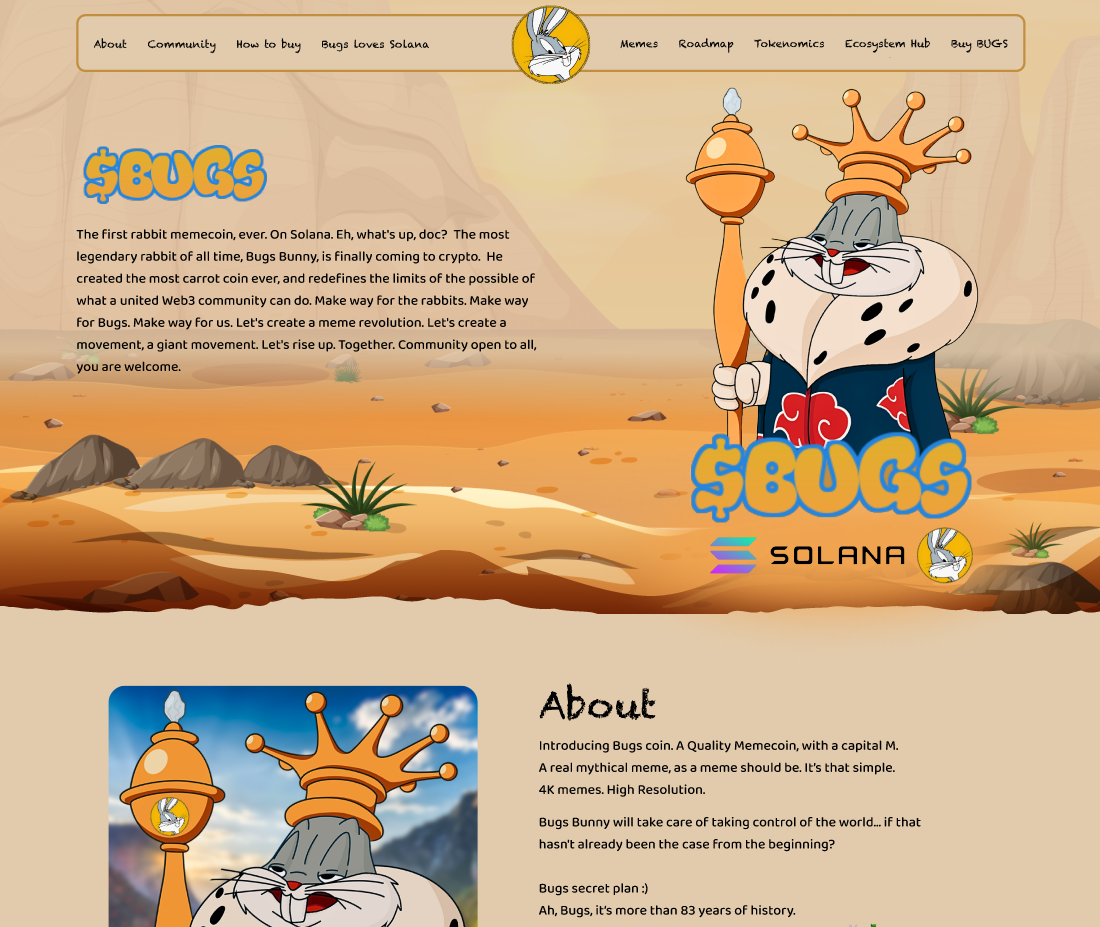 About Community How to buy Bugs loves Solana Memes Roadmap Tokenomics Ecosystem Hub Buy BUGS
$BUGS
The first rabbit memecoin, ever. On Solana. Eh, what's up, doc?  The most
legendary rabbit of all time, Bugs Bunny, is finally coming to crypto.  He
created the most carrot coin ever, and redefines the limits of the possible of
what a united Web3 community can do. Make way for the rabbits. Make way
for Bugs. Make way for us. Let's create a meme revolution. Let's create a
movement, a giant movement. Let's rise up. Together. Community open to all,
you are welcome.
$BUGS
SOLANA
About
Introducing Bugs coin. A Quality Memecoin, with a capital M.
A real mythical meme, as a meme should be. It's that simple.
4K memes. High Resolution.
Bugs Bunny will take care of taking control of the world... if that
hasn't already been the case from the beginning?
Bugs secret plan :)
Ah, Bugs, it's more than 83 years of history.